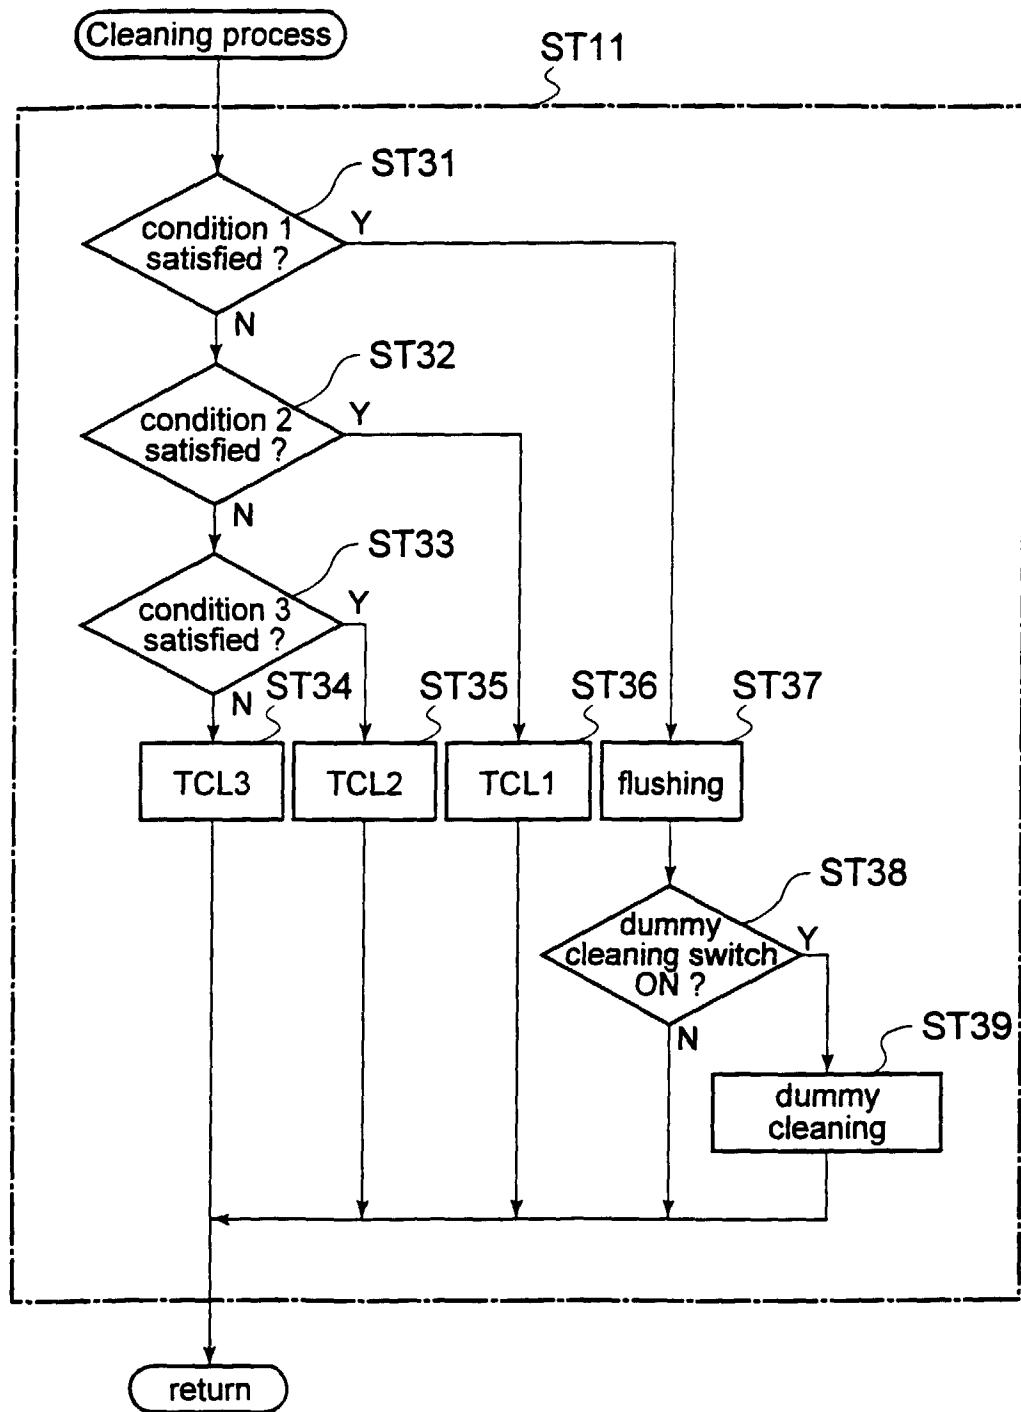 Cleaning process
ST11
ST31
condition 1
satisfied ?
Y
N
ST32
condition 2
satisfied ?
Y
N
ST33
condition 3
satisfied ?
Y
N
ST34
ST35
ST36
ST37
TCL3
TCL2
TCL1
flushing
ST38
dummy
cleaning switch
ON ?
Y
N
ST39
dummy
cleaning
return